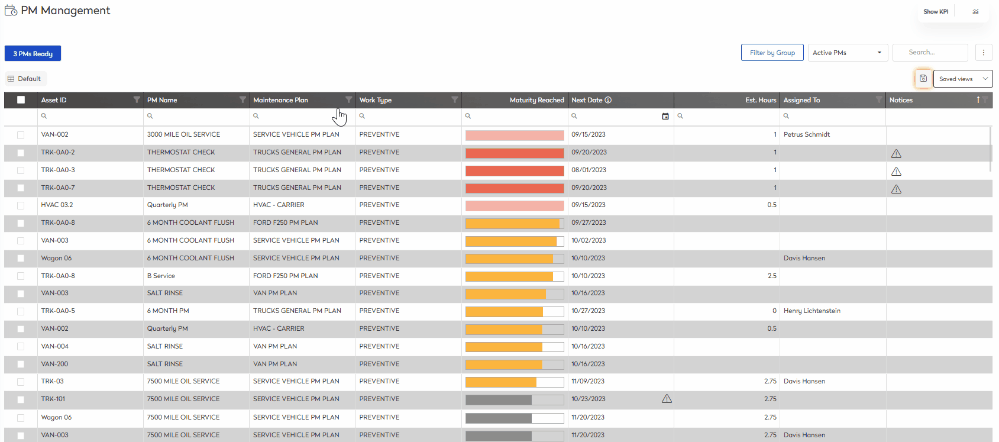 PM Management
Show KPI
3 PMs Ready
Filter by Group
Active PMs
Search...
Default
Saved views
Asset ID PM Name Maintenance Plan Work Type Maturity Reached Next Date Est. Hours Assigned To Notices
VAN-002 3000 MILE OIL SERVICE SERVICE VEHICLE PM PLAN PREVENTIVE 09/15/2023 1 Petrus Schmidt
TRK-0A0-2 THERMOSTAT CHECK TRUCKS GENERAL PM PLAN PREVENTIVE 09/20/2023 1
TRK-0A0-3 THERMOSTAT CHECK TRUCKS GENERAL PM PLAN PREVENTIVE 08/01/2023 1
TRK-0A0-7 THERMOSTAT CHECK TRUCKS GENERAL PM PLAN PREVENTIVE 09/20/2023 1
HVAC 03.2 Quarterly PM HVAC - CARRIER PREVENTIVE 09/15/2023 0.5
TRK-0A0-8 6 MONTH COOLANT FLUSH FORD F250 PM PLAN PREVENTIVE 09/27/2023
VAN-003 6 MONTH COOLANT FLUSH SERVICE VEHICLE PM PLAN PREVENTIVE 10/02/2023
Wagon 06 6 MONTH COOLANT FLUSH SERVICE VEHICLE PM PLAN PREVENTIVE 10/10/2023 Davis Hansen
TRK-0A0-8 B Service FORD F250 PM PLAN PREVENTIVE 10/10/2023 2.5
VAN-003 SALT RINSE VAN PM PLAN PREVENTIVE 10/16/2023
TRK-0A0-5 6 MONTH PM TRUCKS GENERAL PM PLAN PREVENTIVE 10/27/2023 0 Henry Lichtenstein
VAN-002 Quarterly PM HVAC - CARRIER PREVENTIVE 10/10/2023 0.5
VAN-004 SALT RINSE VAN PM PLAN PREVENTIVE 10/16/2023
VAN-200 SALT RINSE VAN PM PLAN PREVENTIVE 10/16/2023
TRK-03 7500 MILE OIL SERVICE SERVICE VEHICLE PM PLAN PREVENTIVE 11/09/2023 2.75 Davis Hansen
TRK-101 7500 MILE OIL SERVICE SERVICE VEHICLE PM PLAN PREVENTIVE 10/23/2023 2.75
Wagon 06 7500 MILE OIL SERVICE SERVICE VEHICLE PM PLAN PREVENTIVE 11/20/2023 2.75
VAN-003 7500 MILE OIL SERVICE SERVICE VEHICLE PM PLAN PREVENTIVE 11/20/2023 2.75 Davis Hansen